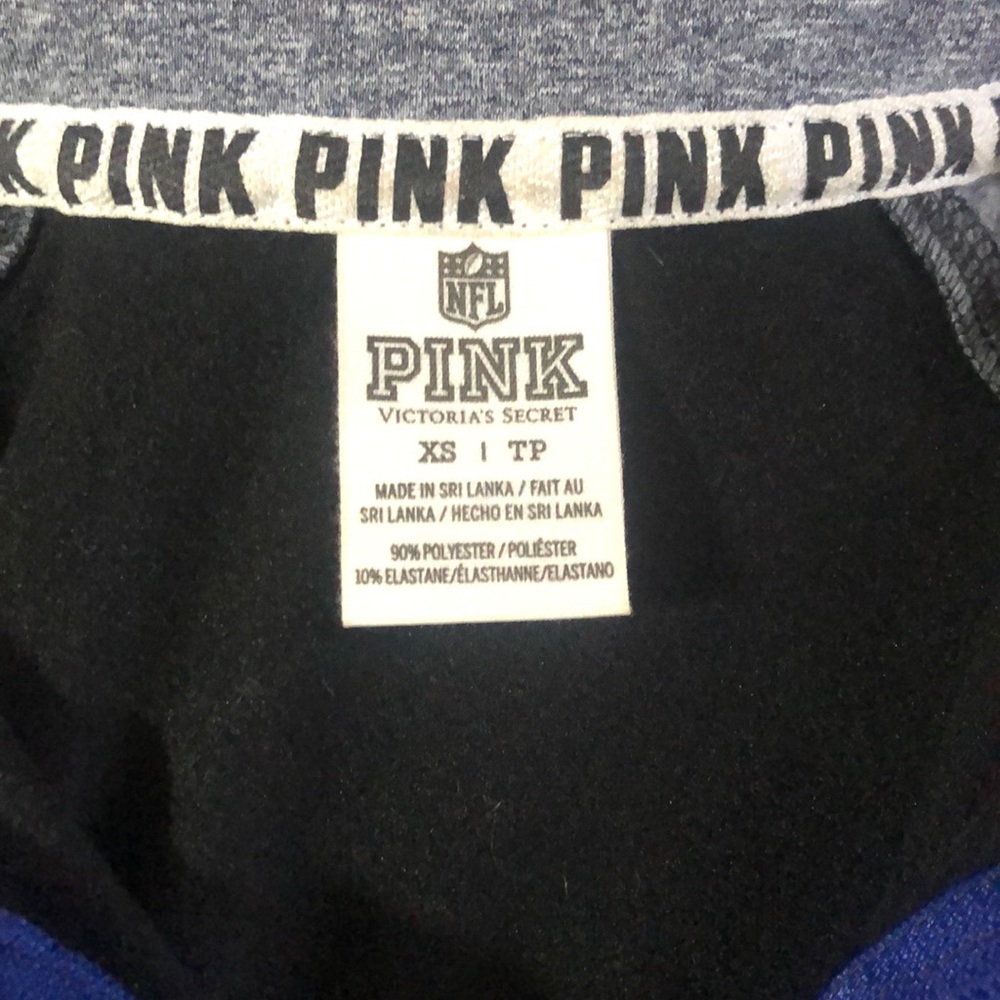 K PINK PINK PINK PINK
NFL
PINK
VICTORIA'S SECRET
XS | TP
MADE IN SRI LANKA / FAIT AU
SRI LANKA / HECHO EN SRI LANKA
90% POLYESTER / POLIÉSTER
10% ELASTANE/ÉLASTHANNE/ELASTANO